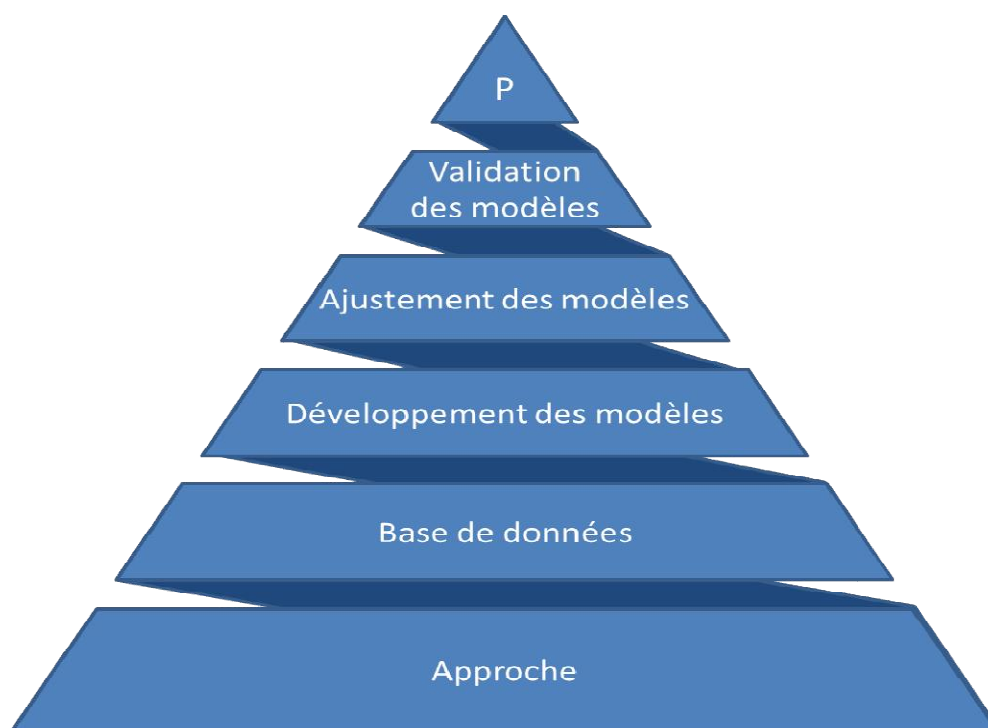 P
Validation
des modèles
Ajustement des modèles
Développement des modèles
Base de données
Approche